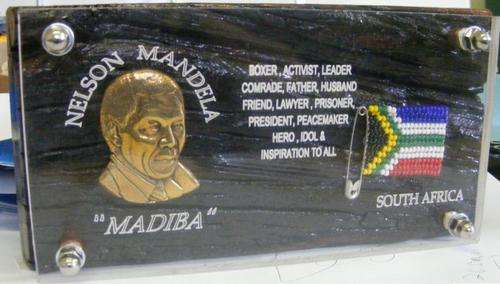 NELSON MANDELA
"MADIBA"
BOXER , ACTIVIST, LEADER
COMRADE, FATHER, HUSBAND
FRIEND, LAWYER , PRISONER,
PRESIDENT, PEACEMAKER
HERO , IDOL &
INSPIRATION TO ALL
SOUTH AFRICA